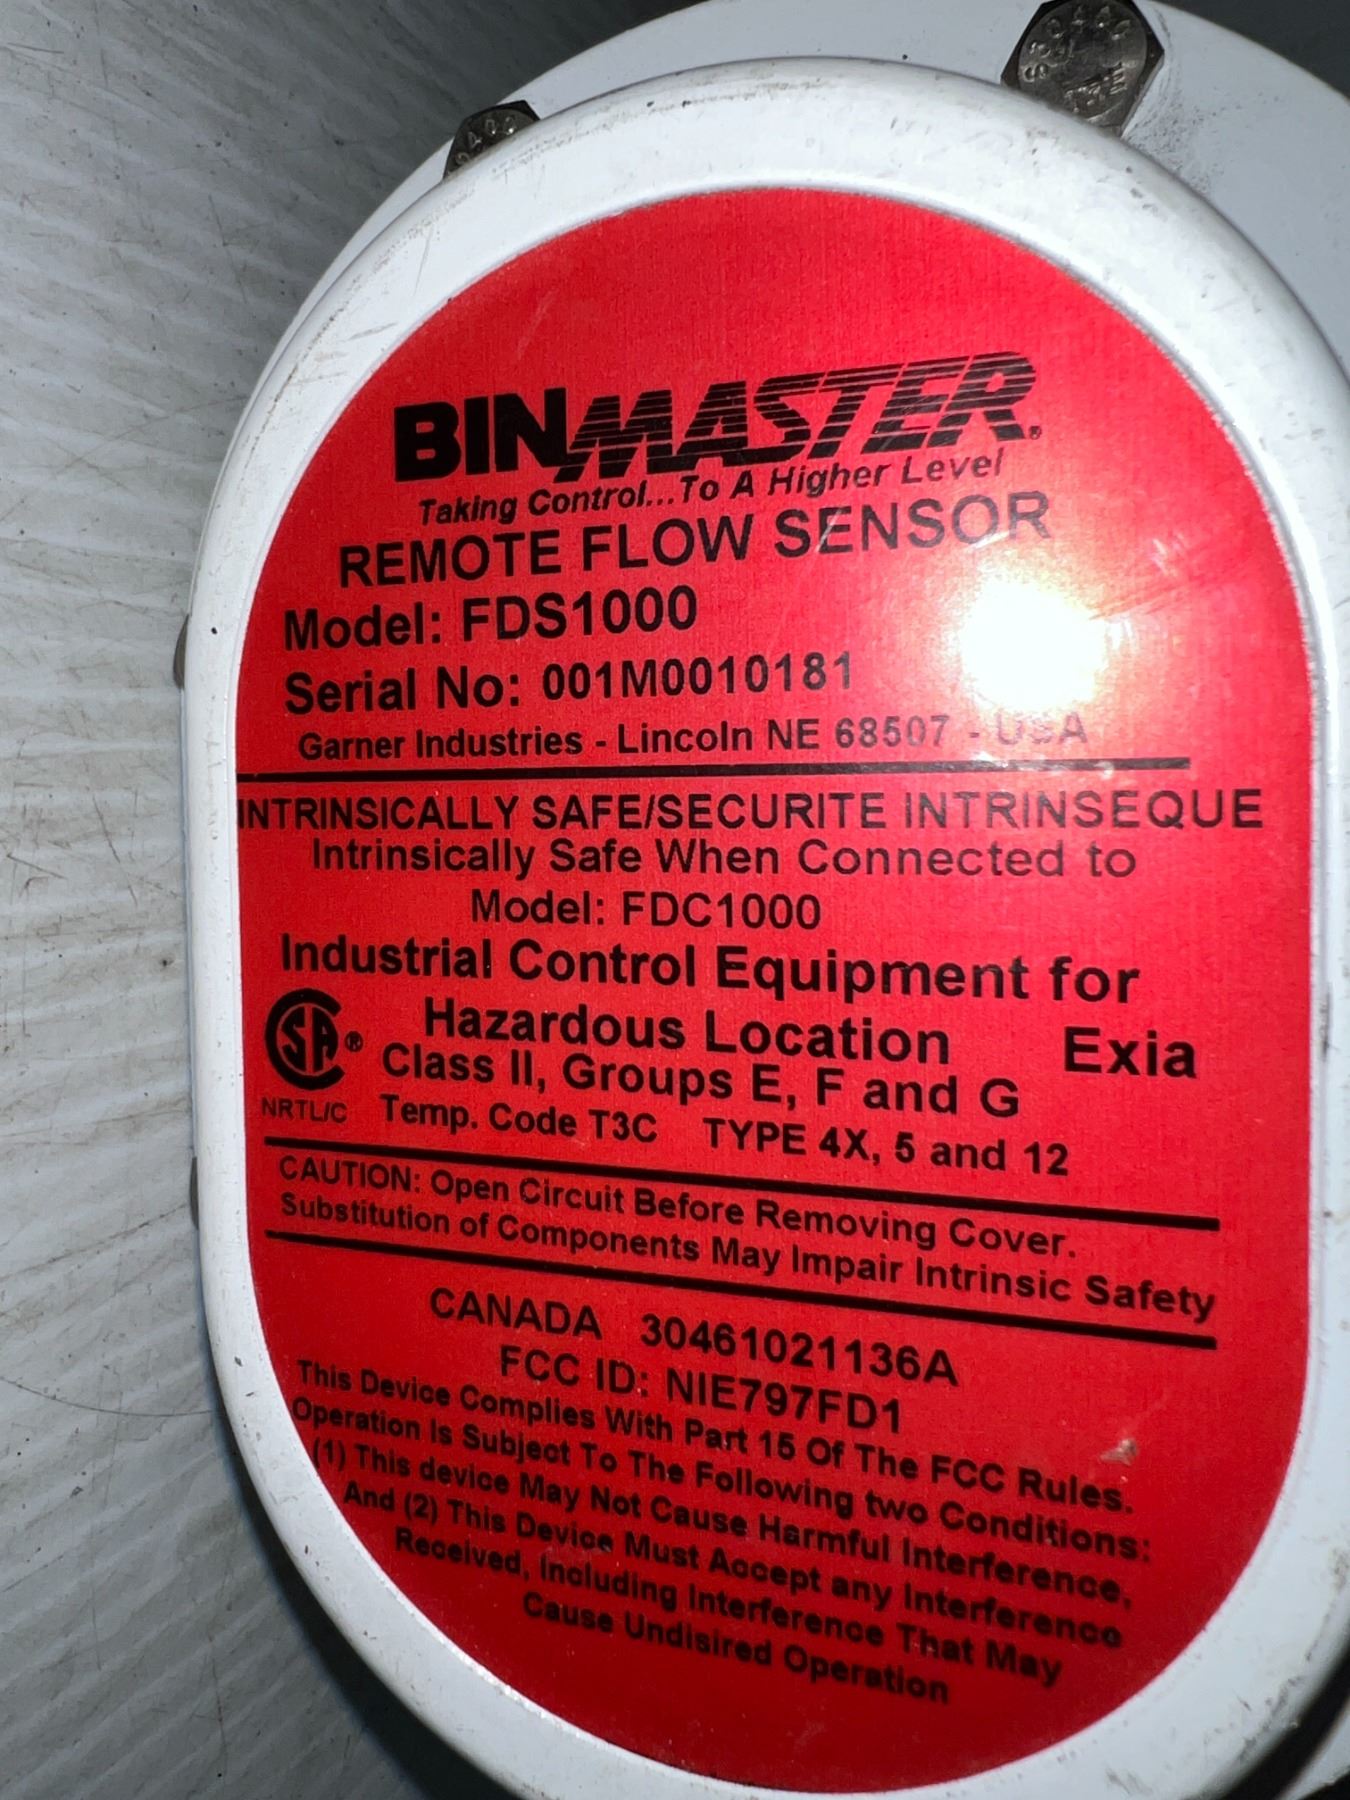 BINMASTER®
Taking Control...To A Higher Level
REMOTE FLOW SENSOR
Model: FDS1000
Serial No: 001M0010181
Garner Industries - Lincoln NE 68507 - USA
INTRINSICALLY SAFE/SECURITE INTRINSEQUE
Intrinsically Safe When Connected to
Model: FDC1000
Industrial Control Equipment for
Hazardous Location Exia
Class II, Groups E, F and G
Temp. Code T3C TYPE 4X, 5 and 12
SA®
NRTL/C
CAUTION: Open Circuit Before Removing Cover.
Substitution of Components May Impair Intrinsic Safety
CANADA 30461021136A
FCC ID: NIE797FD1
This Device Complies With Part 15 Of The FCC Rules.
Operation Is Subject To The Following two Conditions:
(1) This device May Not Cause Harmful Interference,
And (2) This Device Must Accept any Interference
Received, Including Interference That May
Cause Undisired Operation